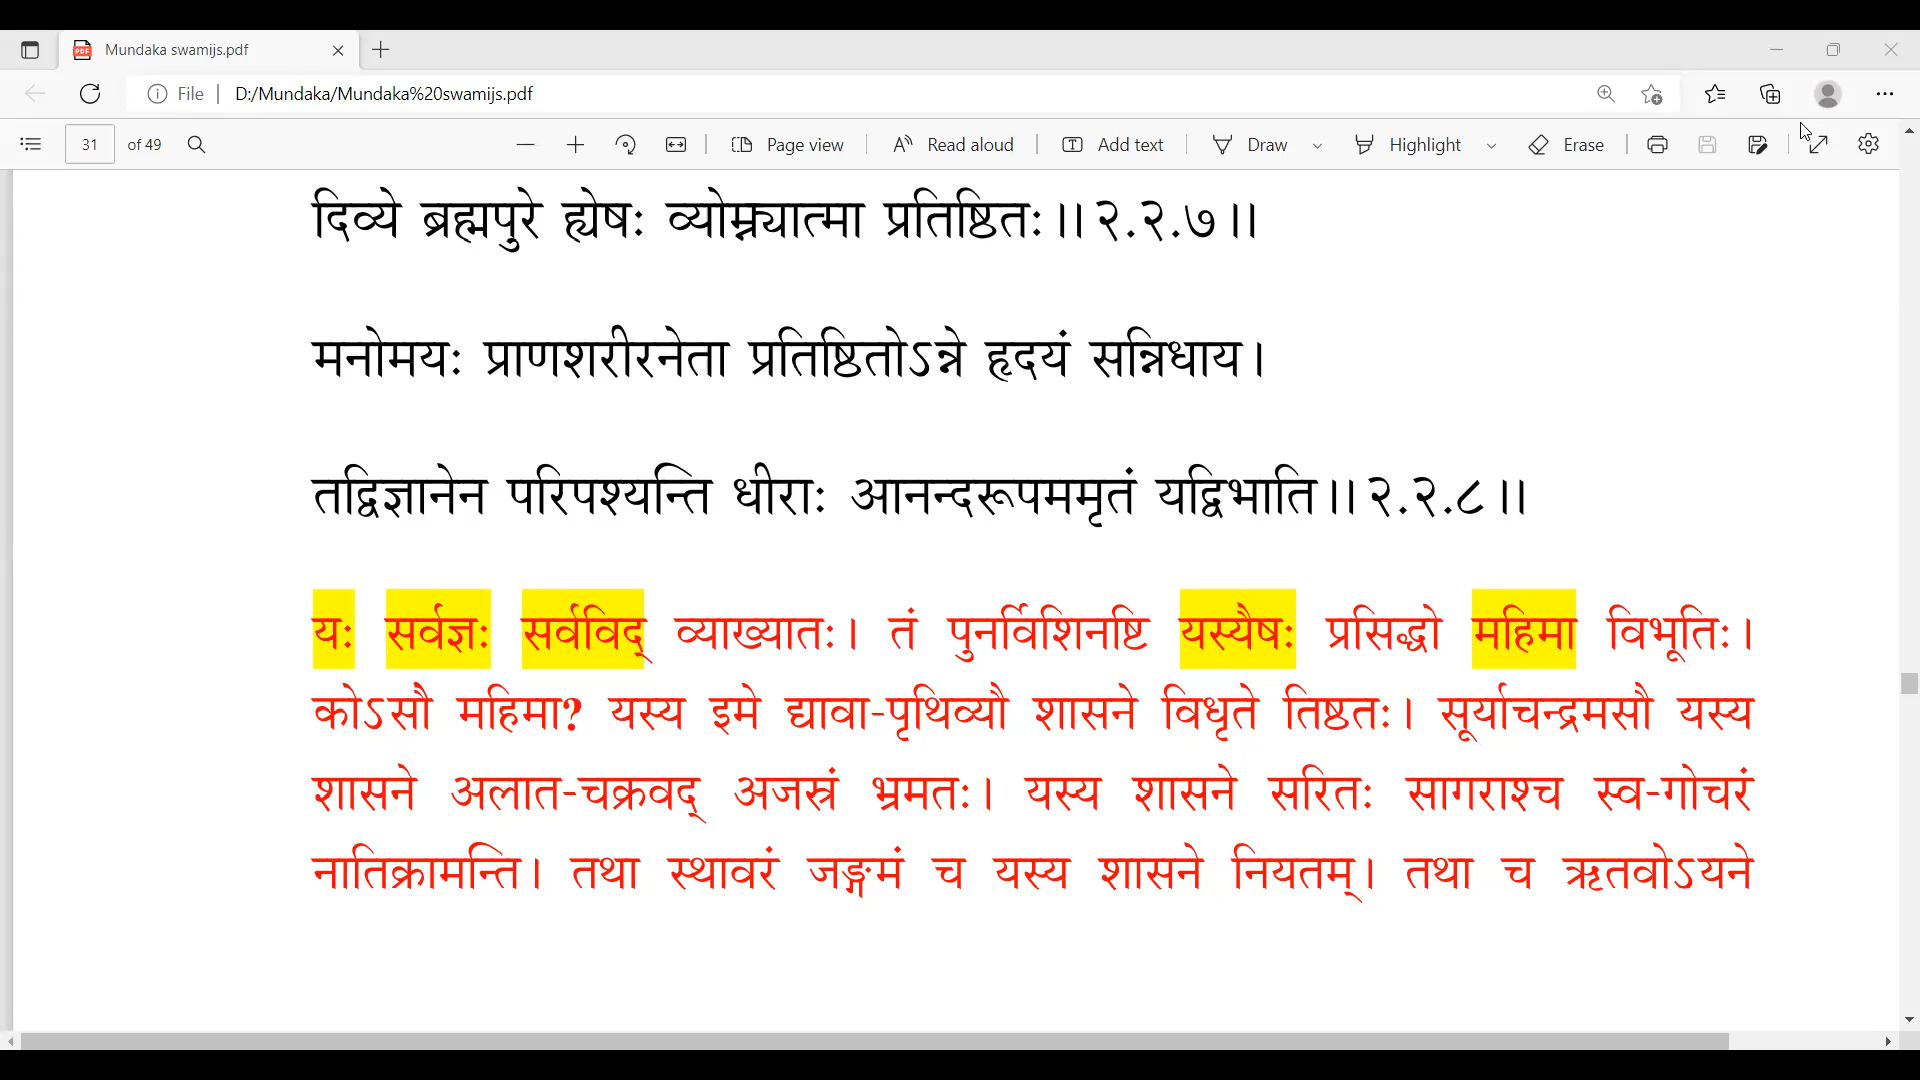 Mundaka swamijs.pdf
File | D:/Mundaka/Mundaka%20swamijs.pdf
31 of 49 Page view Read aloud Add text Draw Highlight Erase
दिव्ये ब्रह्मपुरे ह्येषः व्योम्न्यात्मा प्रतिष्ठितः॥२.२.७॥
मनोमयः प्राणशरीरनेता प्रतिष्ठितोऽन्ने हृदयं सन्निधाय।
तद्विज्ञानेन परिपश्यन्ति धीराः आनन्दरूपममृतं यद्विभाति॥२.२.८॥
यः सर्वज्ञः सर्वविद् व्याख्यातः। तं पुनर्विशिनष्टि यस्यैषः प्रसिद्धो महिमा विभूतिः।
कोऽसौ महिमा? यस्य इमे द्यावा-पृथिव्यौ शासने विधृते तिष्ठतः। सूर्याचन्द्रमसौ यस्य
शासने अलात-चक्रवद् अजस्रं भ्रमतः। यस्य शासने सरितः सागराश्च स्व-गोचरं
नातिक्रामन्ति। तथा स्थावरं जङ्गमं च यस्य शासने नियतम्। तथा च ऋतवोऽयने